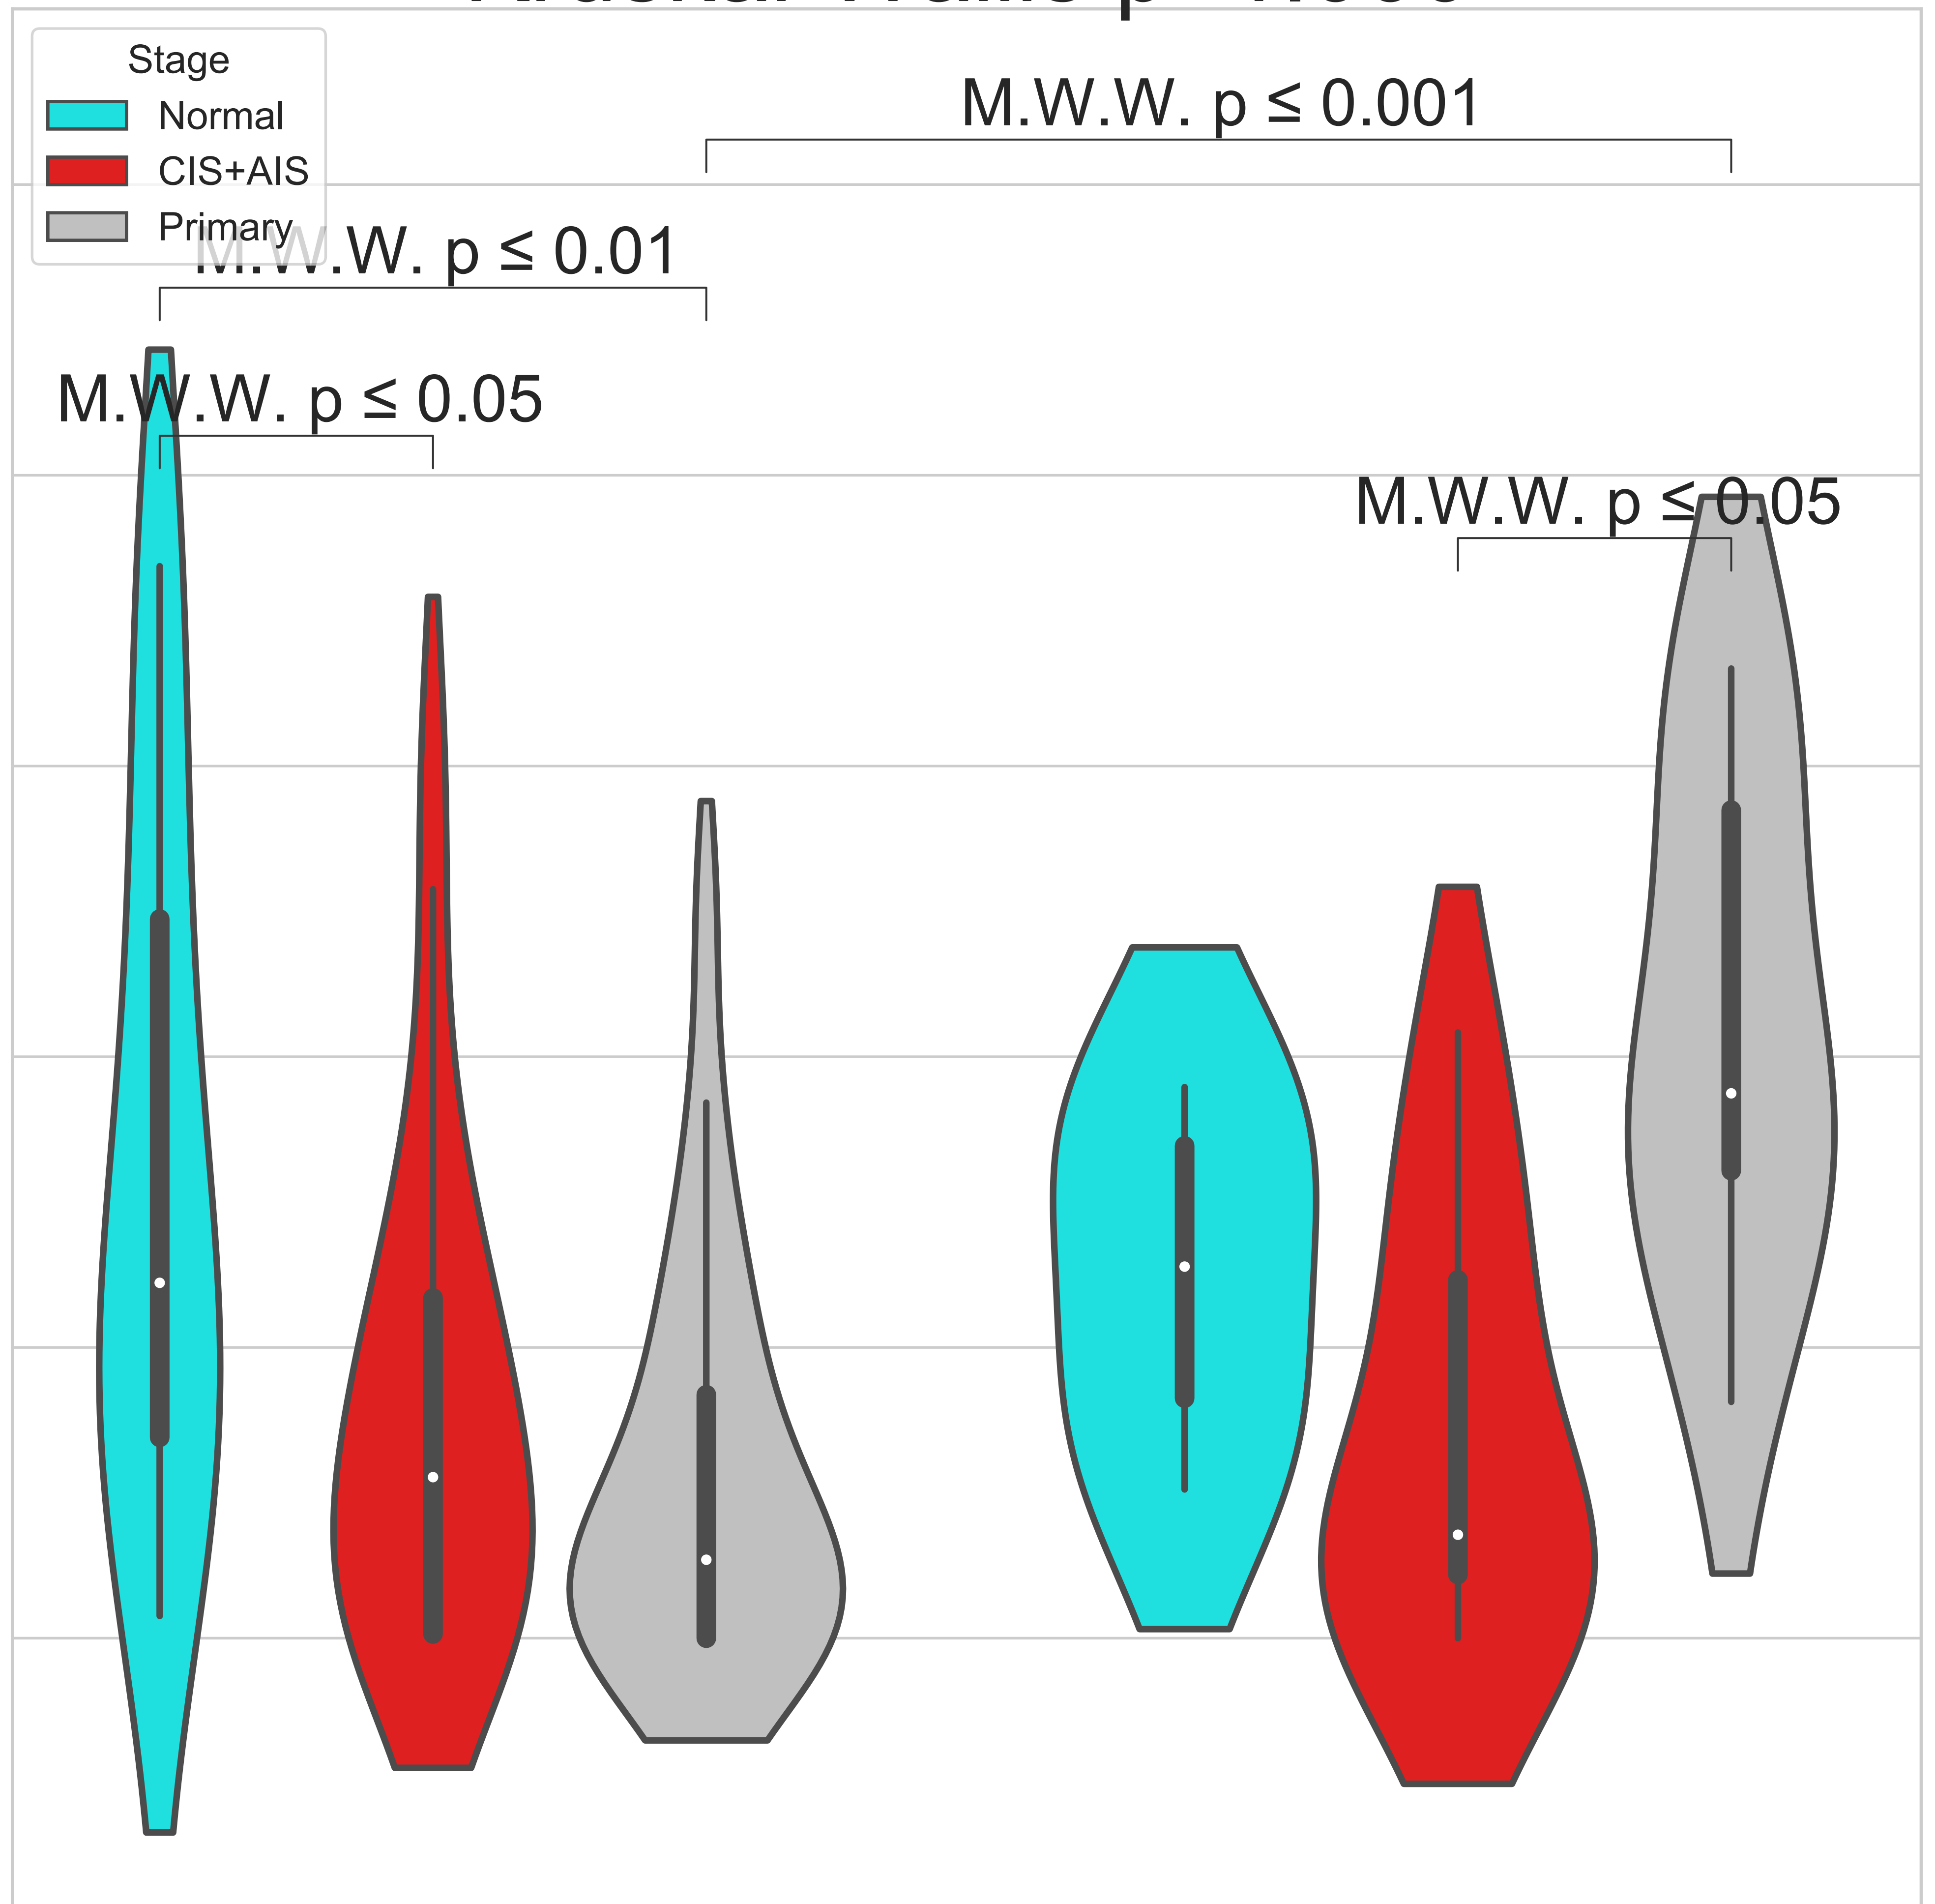 Stage
Normal
CIS+AIS
Primary
M.W.W. p ≤ 0.001
M.W.W. p ≤ 0.01
M.W.W. p ≤ 0.05
M.W.W. p ≤ 0.05